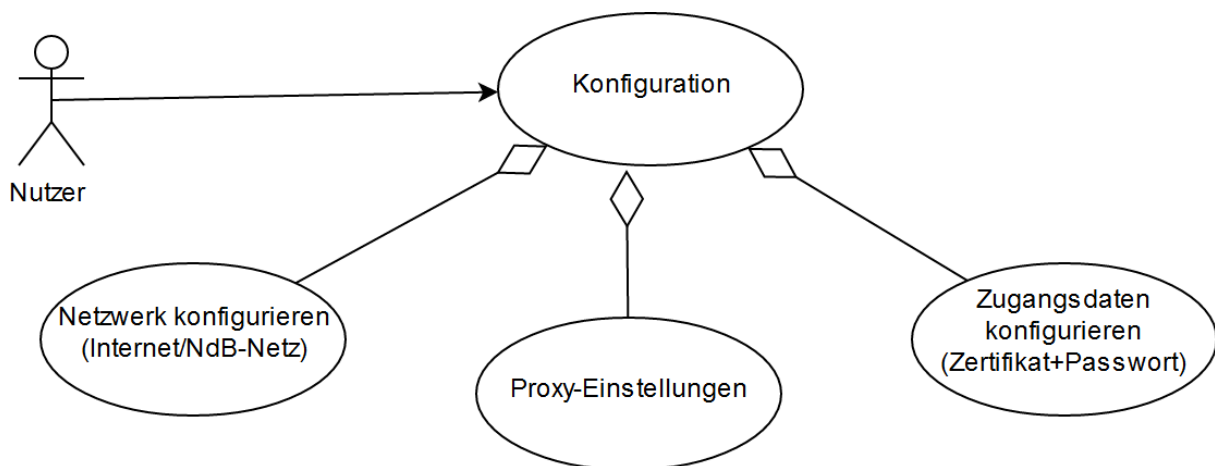 Konfiguration
Nutzer
Netzwerk konfigurieren
(Internet/NdB-Netz)
Proxy-Einstellungen
Zugangsdaten
konfigurieren
(Zertifikat+Passwort)